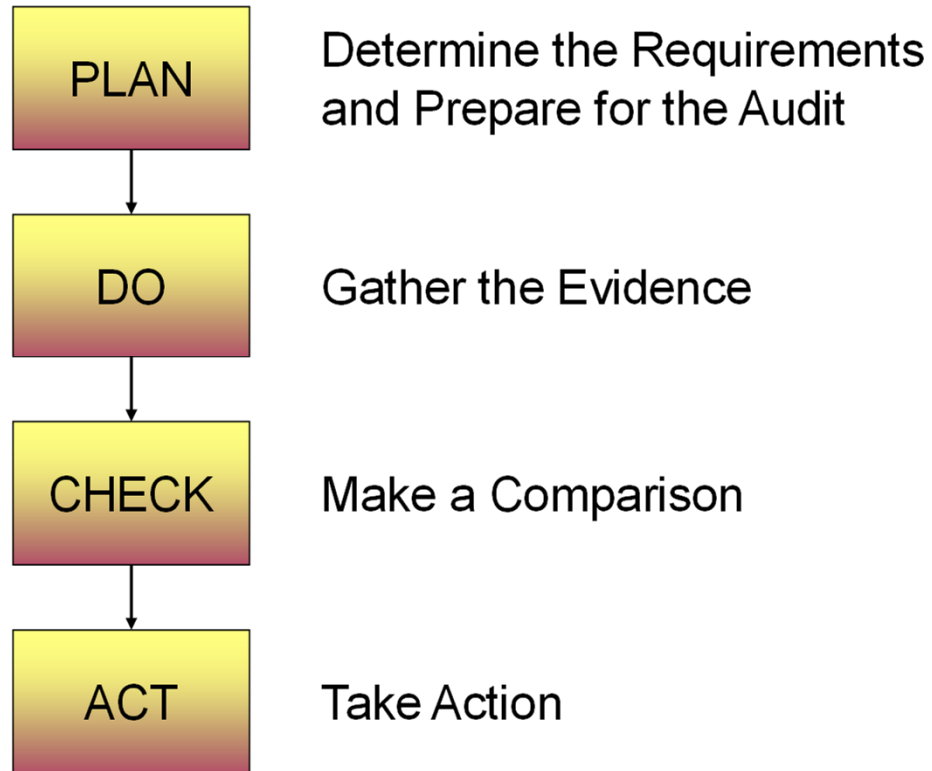 PLAN
Determine the Requirements
and Prepare for the Audit
DO
Gather the Evidence
CHECK
Make a Comparison
ACT
Take Action